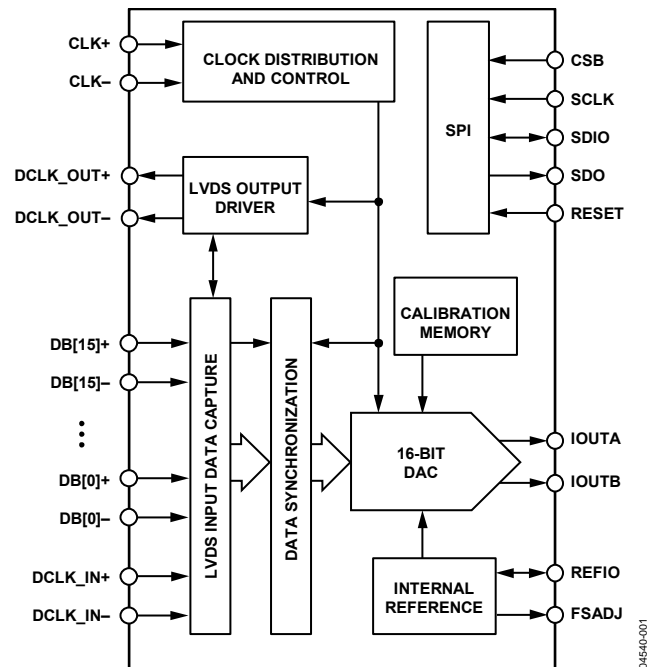 CLK+
CLK–
CLOCK DISTRIBUTION
AND CONTROL
SPI
CSB
SCLK
SDIO
SDO
RESET
DCLK_OUT+
DCLK_OUT–
LVDS OUTPUT
DRIVER
CALIBRATION
MEMORY
DB[15]+
DB[15]–
DB[0]+
DB[0]–
DCLK_IN+
DCLK_IN–
LVDS INPUT DATA CAPTURE
DATA SYNCHRONIZATION
16-BIT
DAC
IOUTA
IOUTB
INTERNAL
REFERENCE
REFIO
FSADJ
04540-001